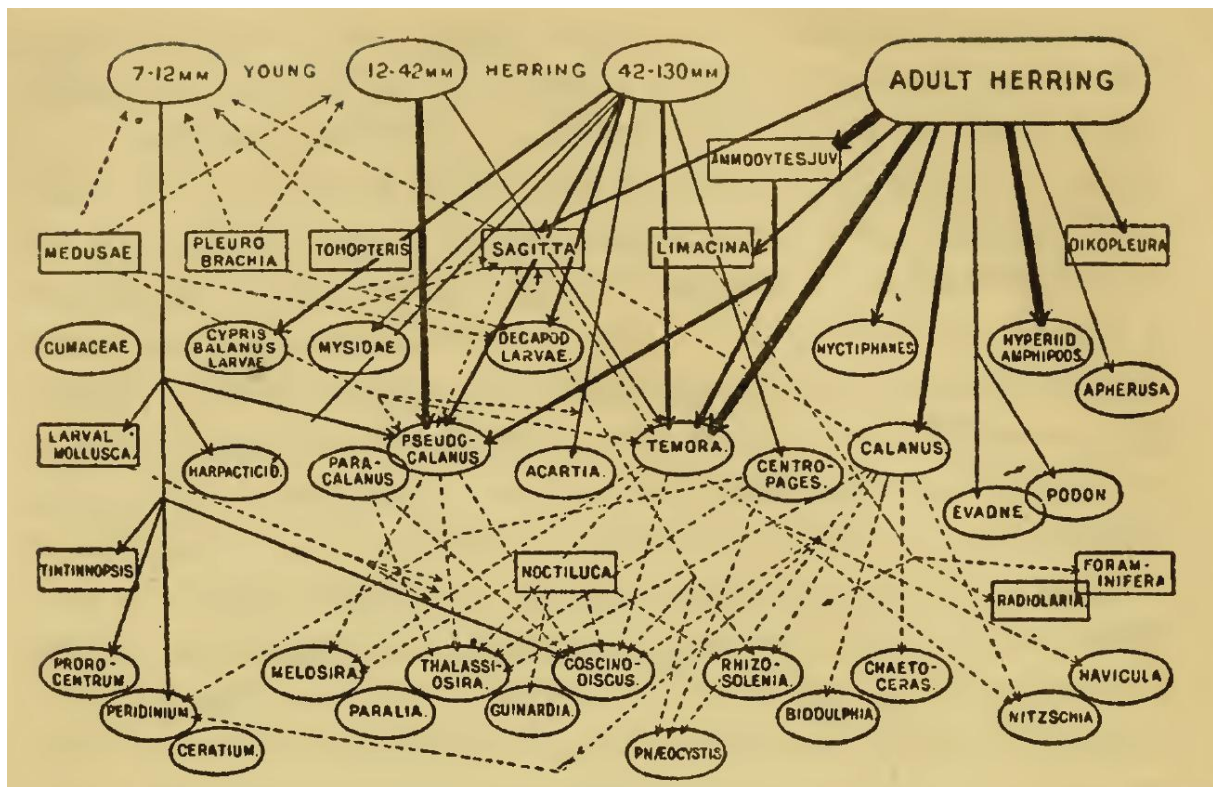 7-12MM YOUNG 12-42MM HERRING 42-130MM
ADULT HERRING
AMMODYTES JUV.
MEDUSAE
PLEURO
BRACHIA
TOMOPTERIS
SAGITTA
LIMACINA
OIKOPLEURA
CUMACEAE
CYPRIS
BALANUS
LARVAE
MYSIDAE
DECAPOD
LARVAE.
NYCTIPHANES
HYPERIID
AMPHIPODS.
APHERUSA
LARVAL
MOLLUSCA.
HARPACTICID.
PARA-
CALANUS
PSEUDO-
CALANUS
ACARTIA.
TEMORA.
CENTRO-
PAGES.
CALANUS.
EVADNE
PODON
TINTINNOPSIS
NOCTILUCA
RADIOLARIA.
FORAM-
INIFERA
PRORO-
CENTRUM
PERIDINIUM
CERATIUM.
MELOSIRA
PARALIA.
THALASSI-
OSIRA.
GUINARDIA.
COSCINO-
DISCUS.
PHÆOCYSTIS
RHIZO-
SOLENIA.
BIDDULPHIA.
CHAETO-
CERAS.
NITZSCHIA
NAVICULA